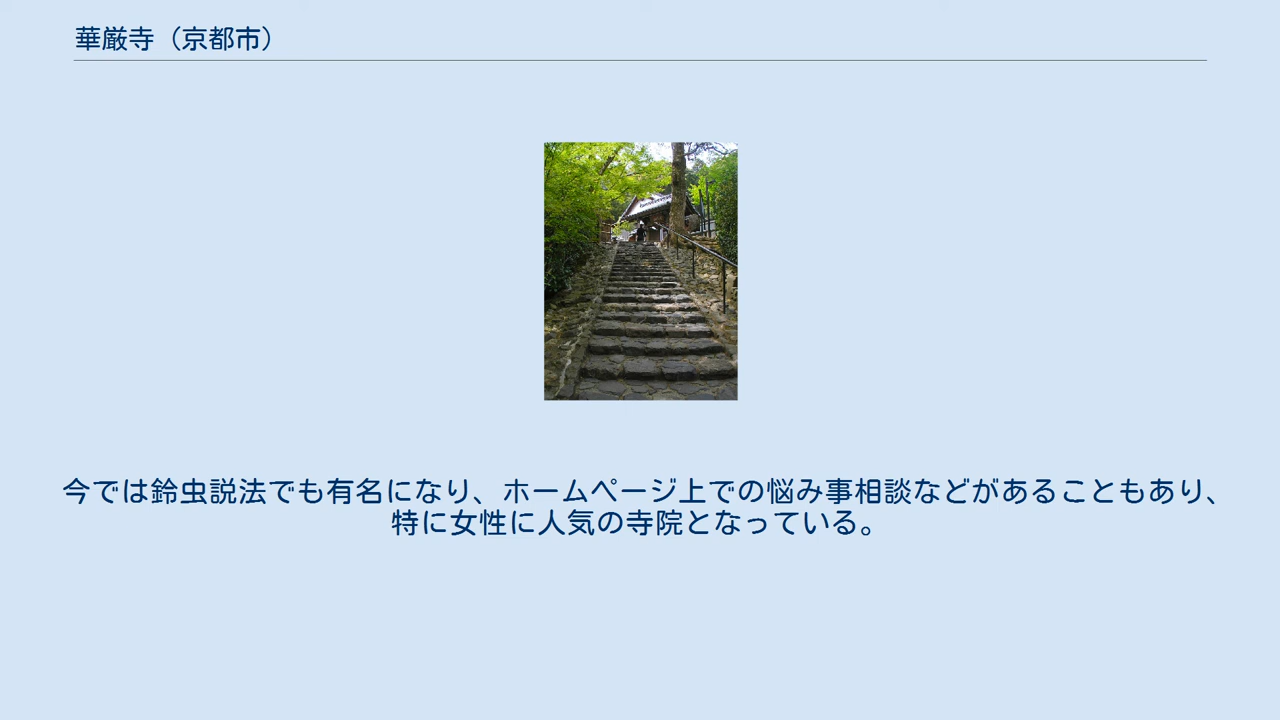 華厳寺（京都市）
今では鈴虫説法でも有名になり、ホームページ上での悩み事相談などがあることもあり、
特に女性に人気の寺院となっている。